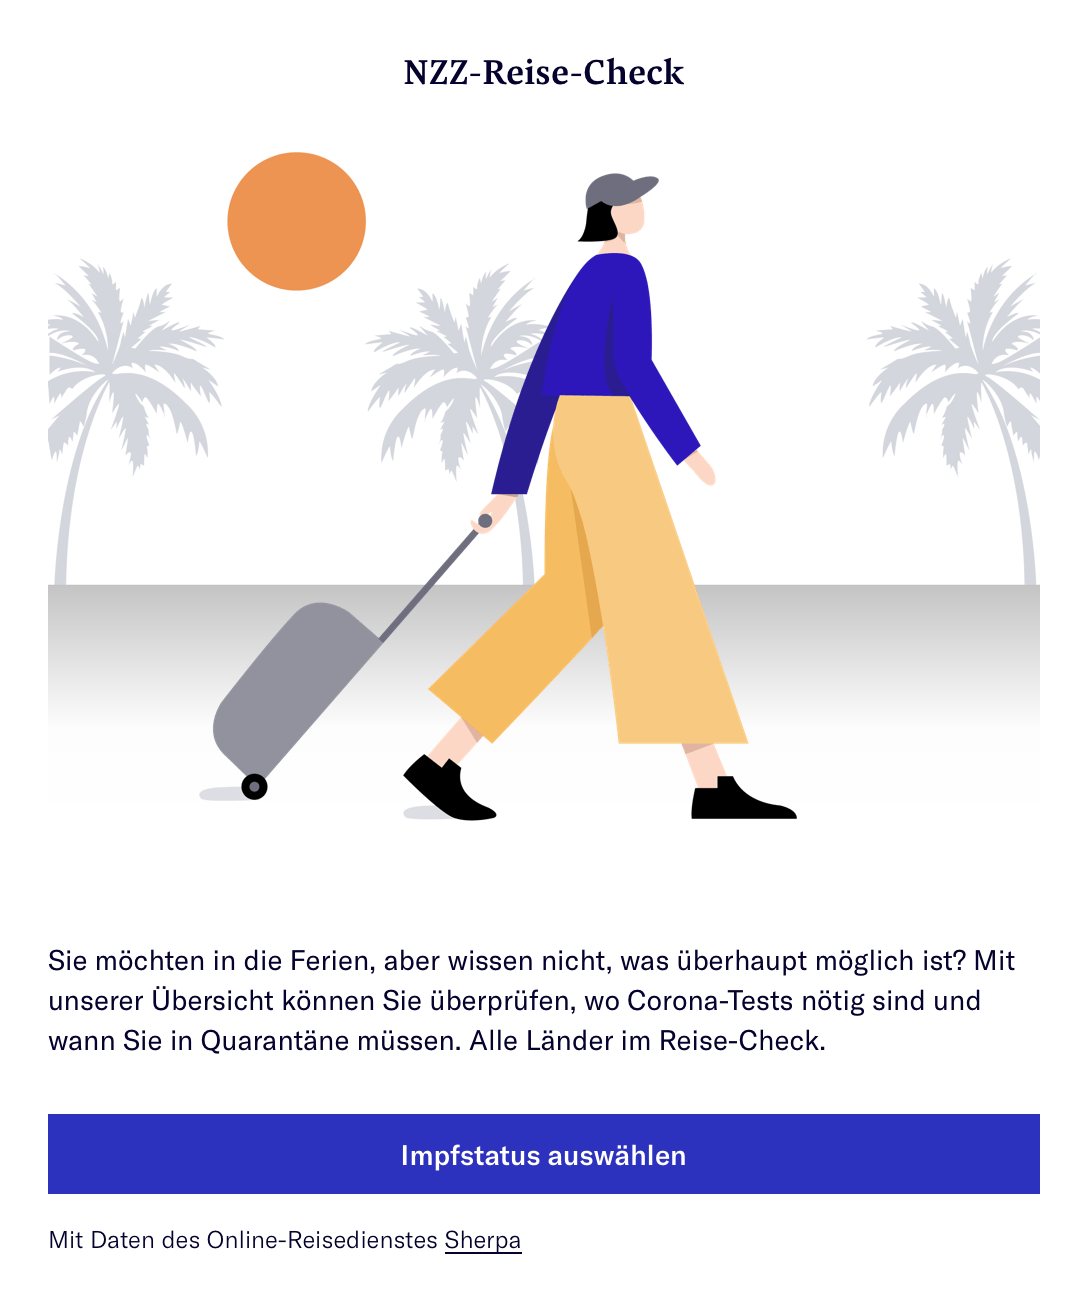 NZZ-Reise-Check
Sie möchten in die Ferien, aber wissen nicht, was überhaupt möglich ist? Mit
unserer Übersicht können Sie überprüfen, wo Corona-Tests nötig sind und
wann Sie in Quarantäne müssen. Alle Länder im Reise-Check.
Impfstatus auswählen
Mit Daten des Online-Reisedienstes Sherpa